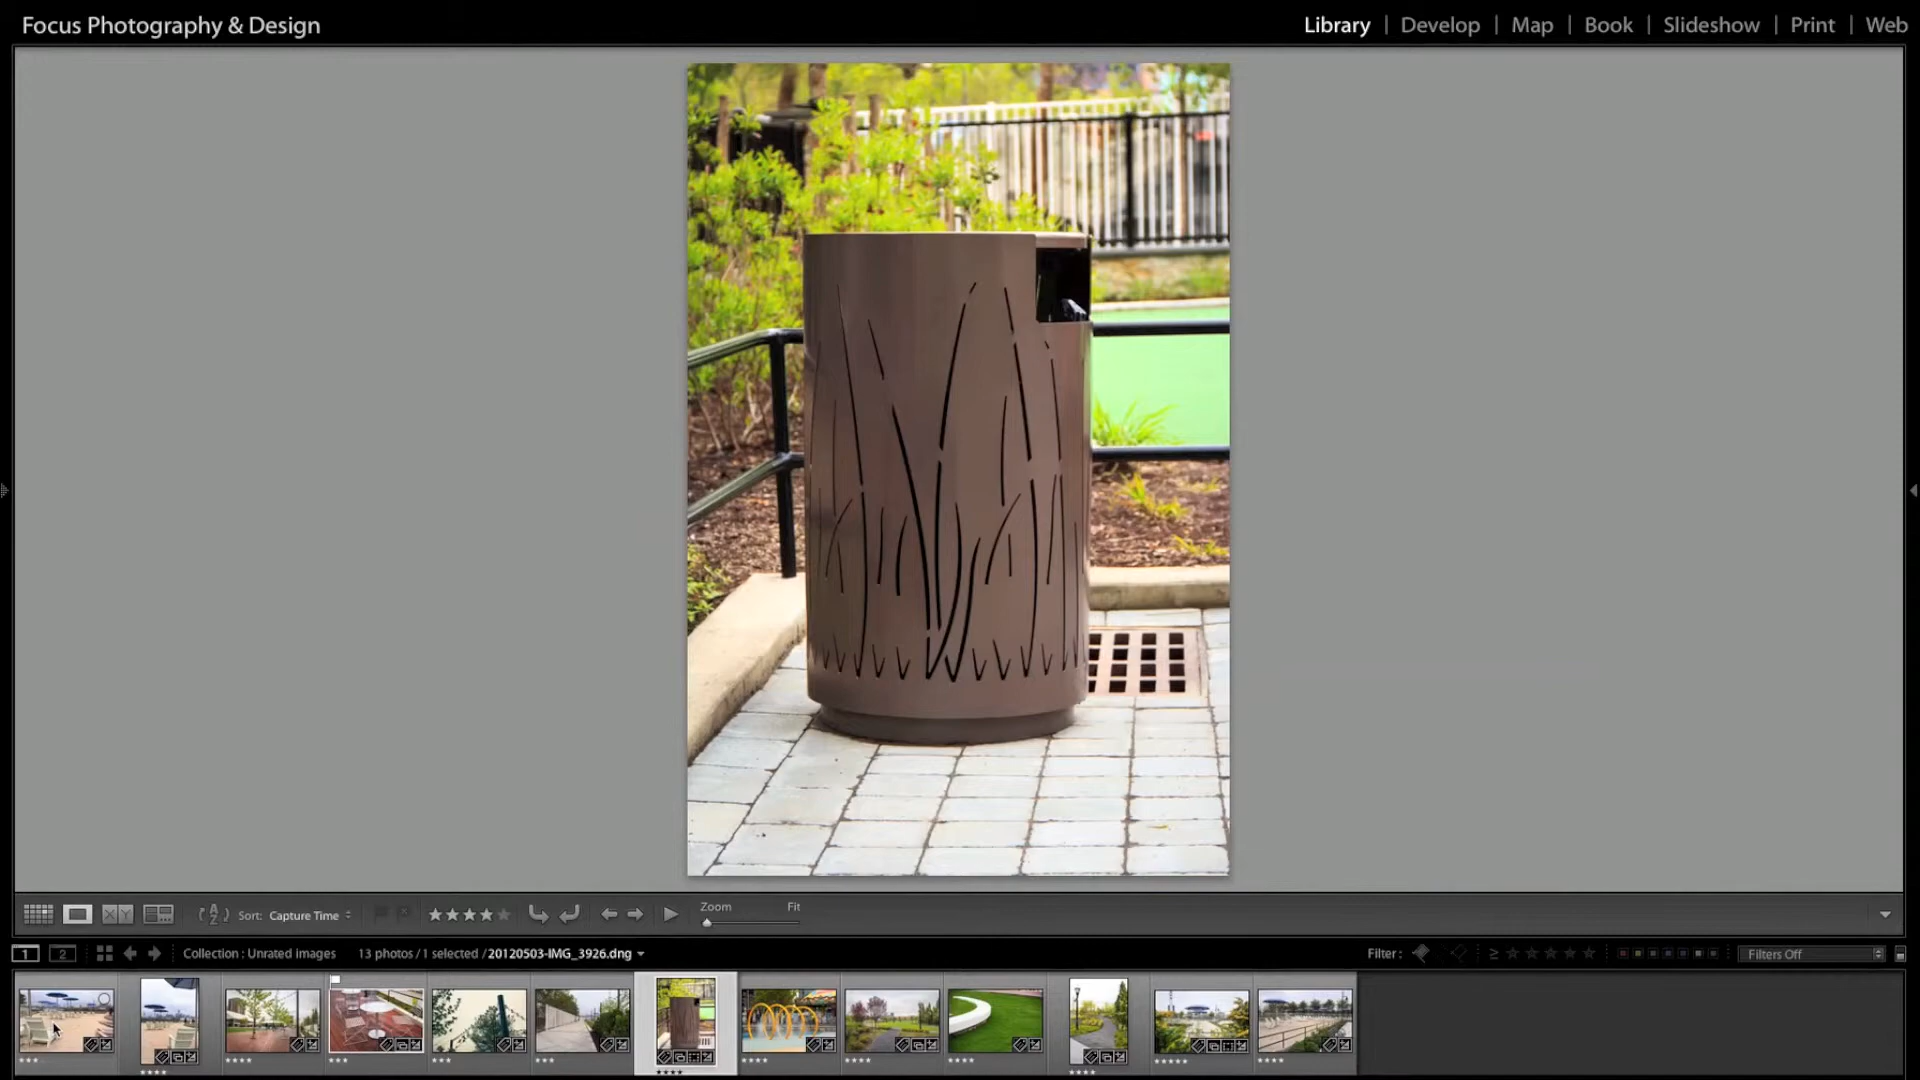 Focus Photography & Design
Library | Develop | Map | Book | Slideshow | Print | Web
Sort: Capture Time
Zoom Fit
1 2 Collection : Unrated images 13 photos / 1 selected / 20120503-IMG_3926.dng Filter : Filters Off